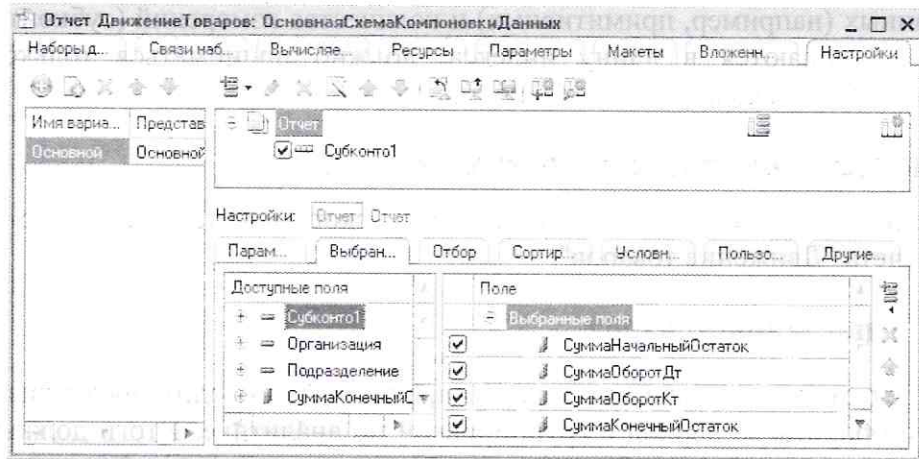 Отчет ДвижениеТоваров: ОсновнаяСхемаКомпоновкиДанных
Наборы д... Связи наб... Вычисляе... Ресурсы Параметры Макеты Вложенн... Настройки
Имя вариа... Представ
Основной Основной
Отчет
Субконто1
Настройки: Отчет Отчет
Парам... Выбран... Отбор Сортир... Условн... Пользо... Другие...
Доступные поля Поле
Субконто1 Выбранные поля
Организация СуммаНачальныйОстаток
Подразделение СуммаОборотДт
СуммаКонечныйС СуммаОборотКт
СуммаКонечныйОстаток